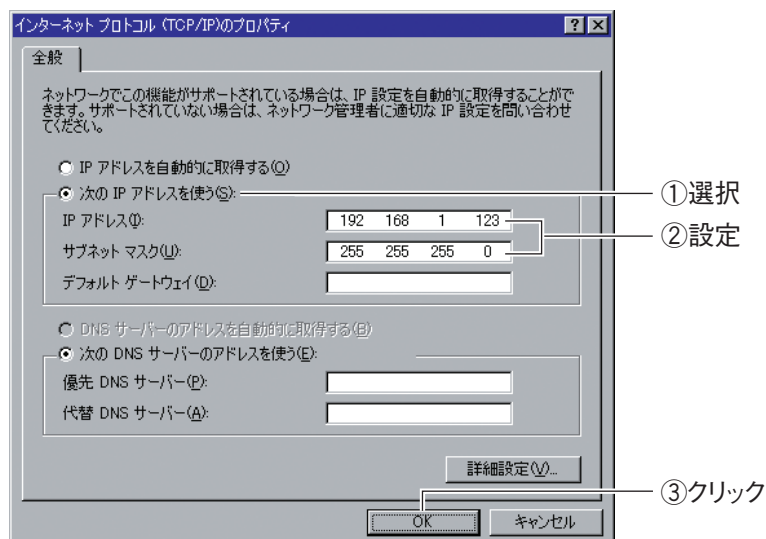 インターネット プロトコル (TCP/IP)のプロパティ
全般
ネットワークでこの機能がサポートされている場合は、IP 設定を自動的に取得することがで
きます。サポートされていない場合は、ネットワーク管理者に適切な IP 設定を問い合わせ
てください。
IP アドレスを自動的に取得する(O)
次の IP アドレスを使う(S):
①選択
IP アドレス(I):
192 168 1 123
②設定
サブネット マスク(U):
255 255 255 0
デフォルト ゲートウェイ(D):
DNS サーバーのアドレスを自動的に取得する(B)
次の DNS サーバーのアドレスを使う(E):
優先 DNS サーバー(P):
代替 DNS サーバー(A):
詳細設定(V)...
③クリック
OK
キャンセル